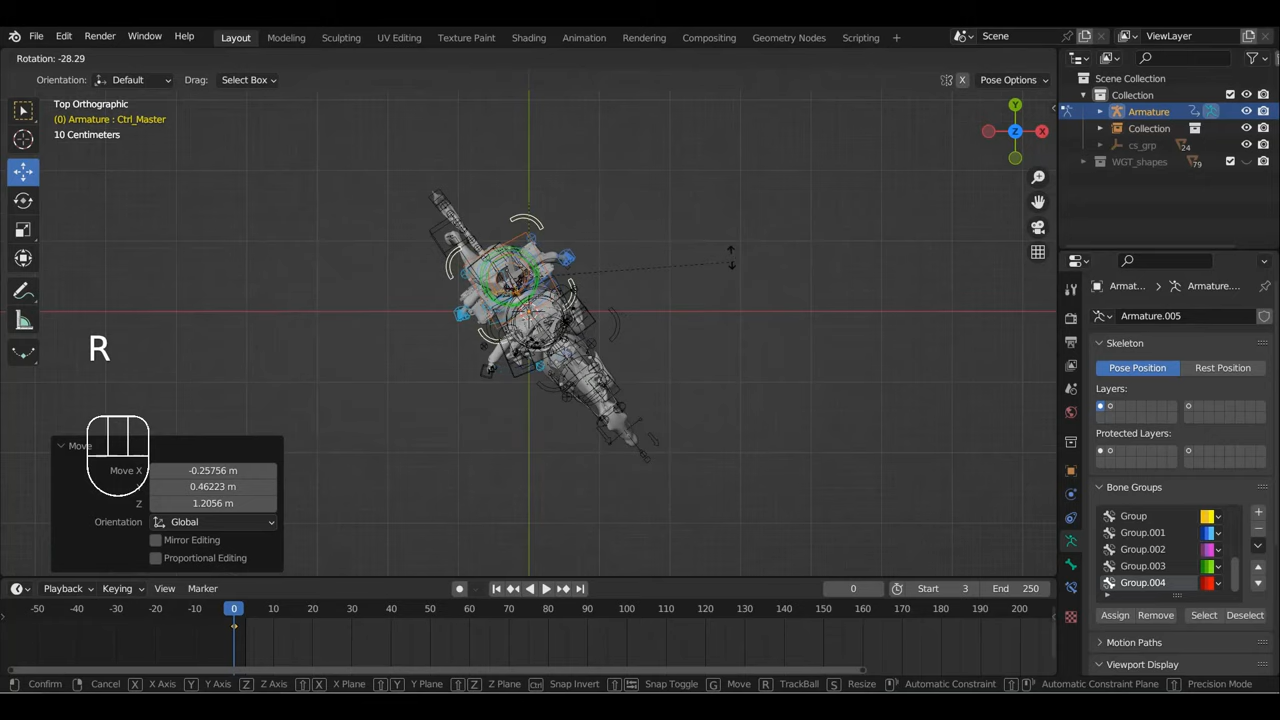 File Edit Render Window Help Layout Modeling Sculpting UV Editing Texture Paint Shading Animation Rendering Compositing Geometry Nodes Scripting + Scene ViewLayer
Rotation: -28.29
Orientation: Default Drag: Select Box X Pose Options
Top Orthographic
(0) Armature : Ctrl_Master
10 Centimeters
Y
Z X
R
Move
Move X -0.25756 m
Y 0.46223 m
Z 1.2056 m
Orientation Global
Mirror Editing
Proportional Editing
Scene Collection
Collection
Armature
Collection
cs_grp 24
WGT_shapes 79
Armat... Armature....
Armature.005
Skeleton
Pose Position Rest Position
Layers:
Protected Layers:
Bone Groups
Group
Group.001
Group.002
Group.003
Group.004
Assign Remove Select Deselect
Motion Paths
Viewport Display
Playback Keying View Marker 0 Start 3 End 250
-50 -40 -30 -20 -10 0 10 20 30 40 50 60 70 80 90 100 110 120 130 140 150 160 170 180 190 200
Confirm Cancel X X Axis Y Y Axis Z Z Axis X X Plane Y Y Plane Z Z Plane Ctrl Snap Invert Snap Toggle G Move R TrackBall S Resize Automatic Constraint Automatic Constraint Plane Precision Mode